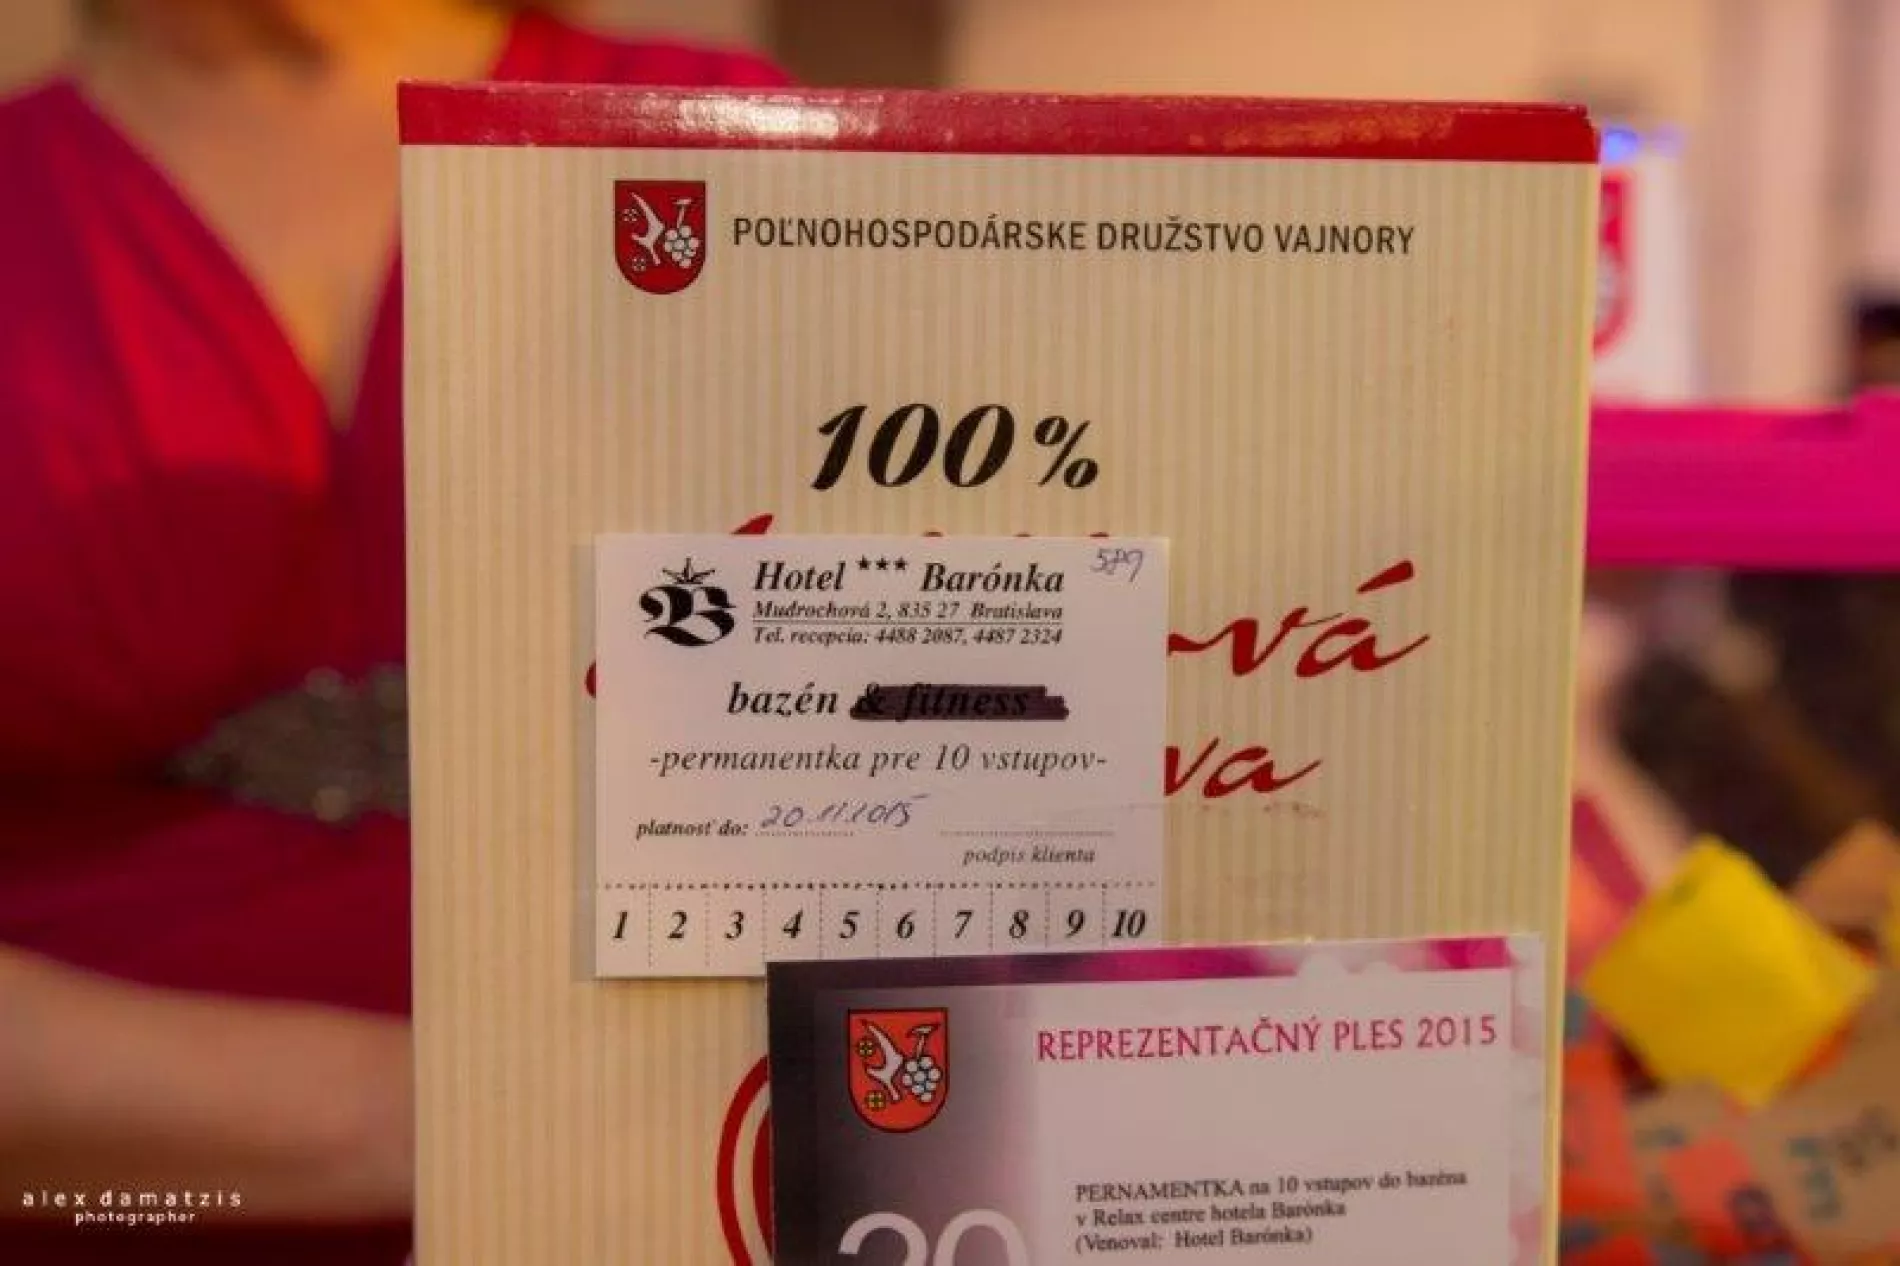 POĽNOHOSPODÁRSKE DRUŽSTVO VAJNORY
100%
Hotel *** Barónka
589
Mudrochová 2, 835 27 Bratislava
Tel. recepcia: 4488 2087, 4487 2324
bazén & fitness
-permanentka pre 10 vstupov-
platnosť do: 20.11.2015
podpis klienta
1 2 3 4 5 6 7 8 9 10
REPREZENTAČNÝ PLES 2015
PERNAMENTKA na 10 vstupov do bazéna
v Relax centre hotela Barónka
(Venoval: Hotel Barónka)
20
alex damatzis
photographer